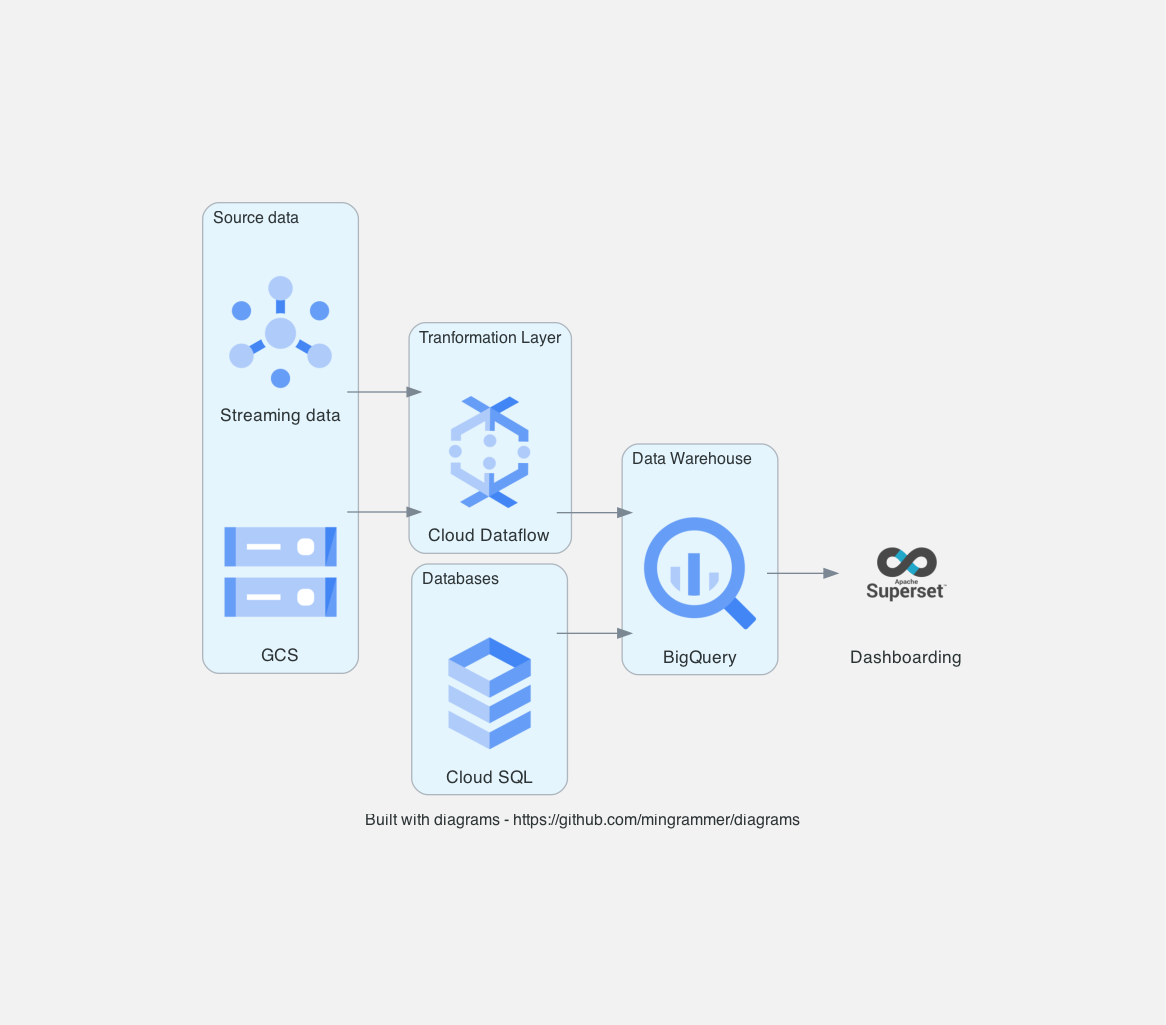 Source data
Streaming data
GCS
Tranformation Layer
Cloud Dataflow
Databases
Cloud SQL
Data Warehouse
BigQuery
Apache
Superset™
Dashboarding
Built with diagrams - https://github.com/mingrammer/diagrams